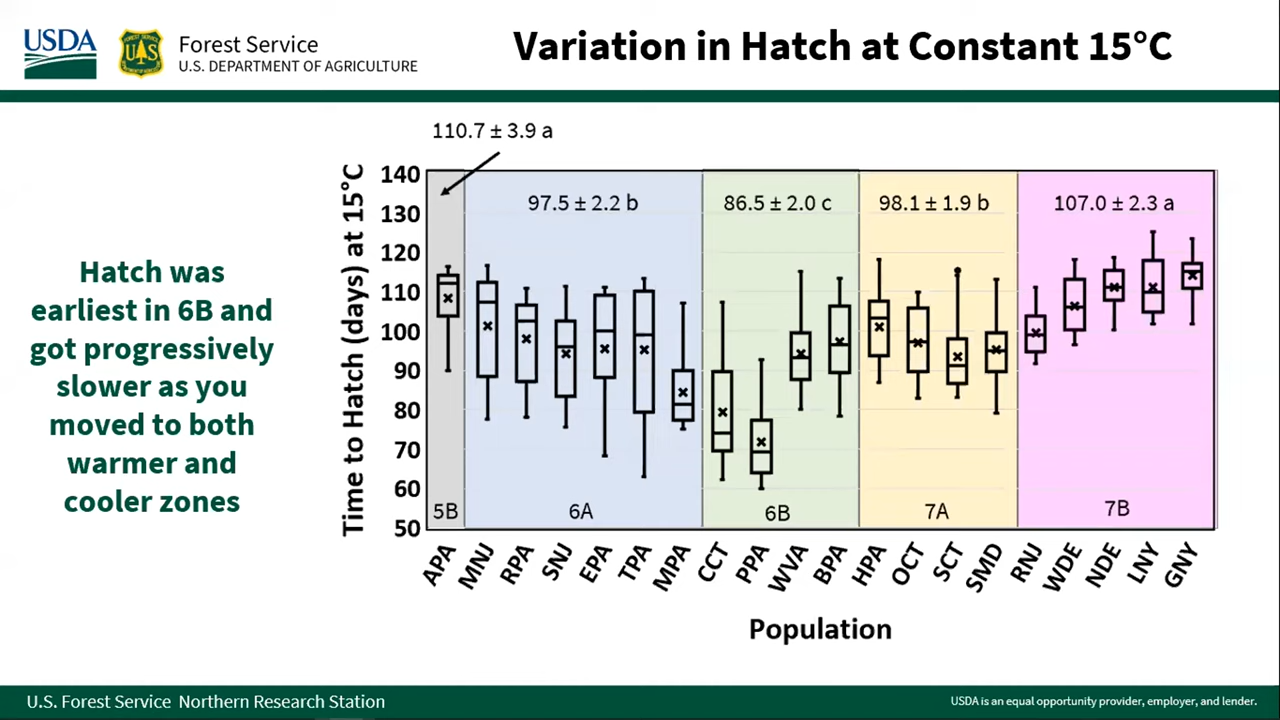 USDA
UAS
Forest Service
U.S. DEPARTMENT OF AGRICULTURE
Variation in Hatch at Constant 15°C
Hatch was
earliest in 6B and
got progressively
slower as you
moved to both
warmer and
cooler zones
110.7 ± 3.9 a
97.5 ± 2.2 b
86.5 ± 2.0 c
98.1 ± 1.9 b
107.0 ± 2.3 a
Time to Hatch (days) at 15°C
140
130
120
110
100
90
80
70
60
50
5B
6A
6B
7A
7B
APA
MNJ
RPA
SNJ
EPA
TPA
MPA
CCT
PPA
WVA
BPA
HPA
OCT
SCT
SMD
RNJ
WDE
NDE
LNY
GNY
Population
U.S. Forest Service Northern Research Station
USDA is an equal opportunity provider, employer, and lender.